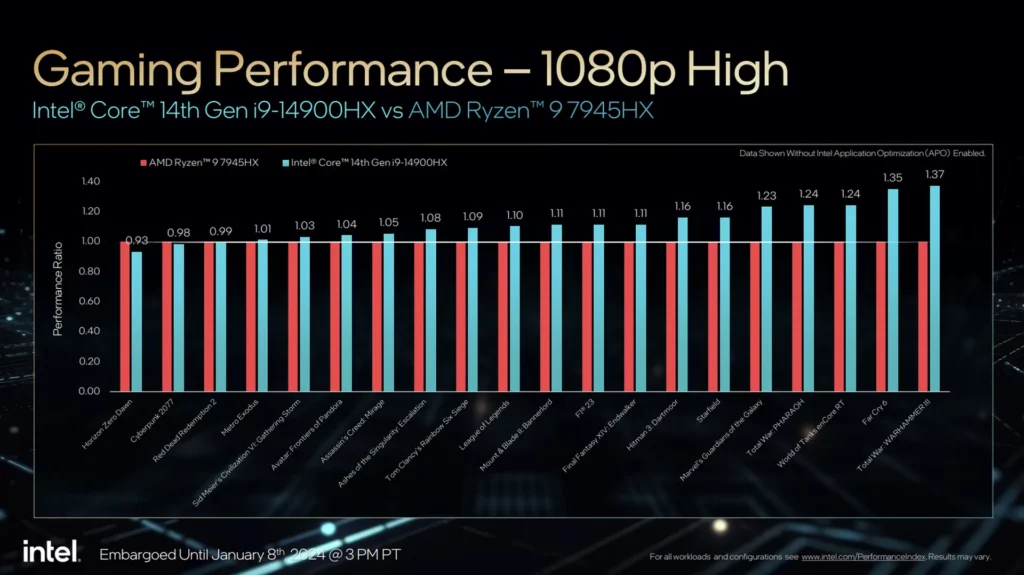 Gaming Performance – 1080p High
Intel® Core™ 14th Gen i9-14900HX vs AMD Ryzen™ 9 7945HX
Data Shown Without Intel Application Optimization (APO) Enabled.
AMD Ryzen™ 9 7945HX
Intel® Core™ 14th Gen i9-14900HX
Performance Ratio
1.40
1.20
1.00
0.80
0.60
0.40
0.20
0.00
0.93
0.98
0.99
1.01
1.03
1.04
1.05
1.08
1.09
1.10
1.11
1.11
1.11
1.16
1.16
1.23
1.24
1.24
1.35
1.37
Horizon Zero Dawn
Cyberpunk 2077
Red Dead Redemption 2
Metro Exodus
Sid Meier's Civilization VI: Gathering Storm
Avatar: Frontiers of Pandora
Assassin's Creed: Mirage
Ashes of the Singularity: Escalation
Tom Clancy's Rainbow Six: Siege
League of Legends
Mount & Blade II: Bannerlord
F1® 23
Final Fantasy XIV: Endwalker
Hitman 3: Dartmoor
Starfield
Marvel's Guardians of the Galaxy
Total War: PHARAOH
World of Tanks enCore RT
Far Cry 6
Total War: WARHAMMER III
intel.
Embargoed Until January 8th, 2024 @ 3 PM PT
For all workloads and configurations see www.intel.com/PerformanceIndex. Results may vary.